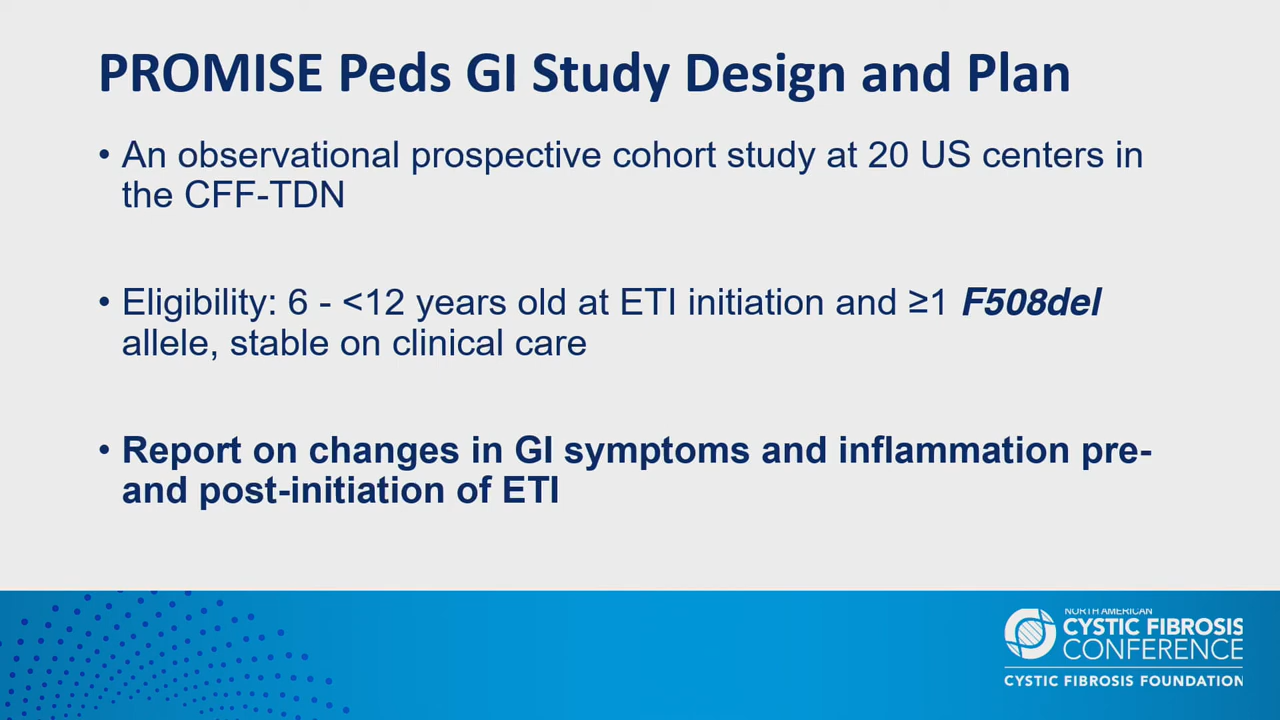 PROMISE Peds GI Study Design and Plan
• An observational prospective cohort study at 20 US centers in
the CFF-TDN
• Eligibility: 6 - <12 years old at ETI initiation and ≥1 F508del
allele, stable on clinical care
• Report on changes in GI symptoms and inflammation pre-
and post-initiation of ETI
NORTH AMERICAN
CYSTIC FIBROSIS
CONFERENCE
CYSTIC FIBROSIS FOUNDATION